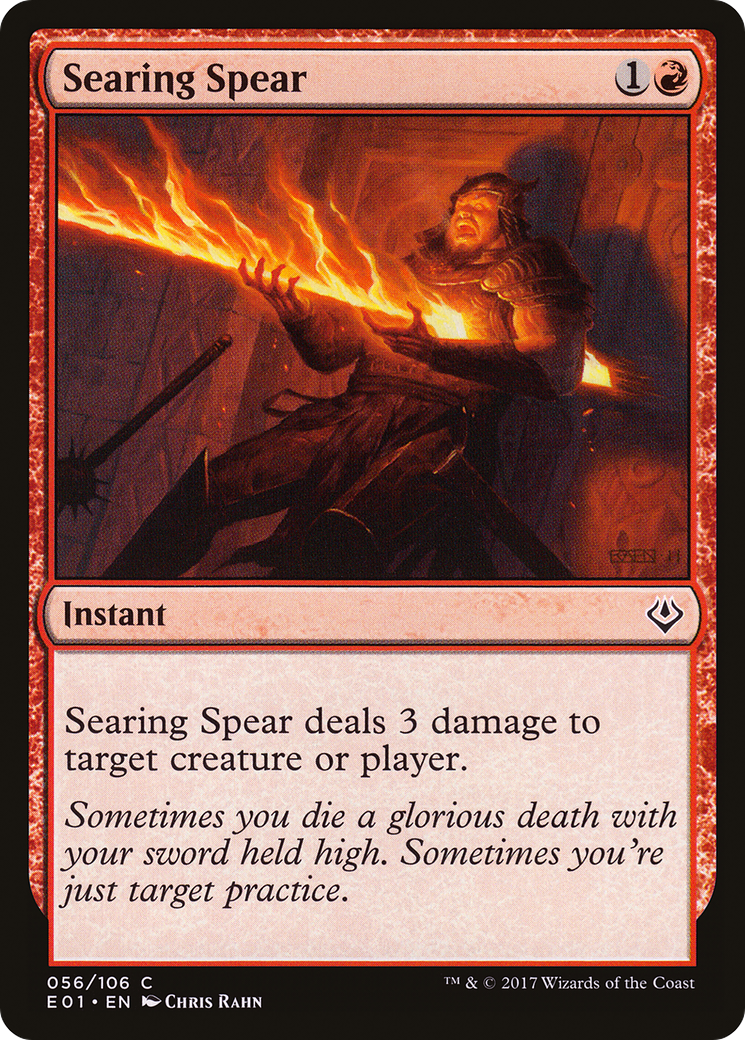 Searing Spear 1
Instant
Searing Spear deals 3 damage to
target creature or player.
Sometimes you die a glorious death with
your sword held high. Sometimes you're
just target practice.
056/106 C
™ & © 2017 Wizards of the Coast
E01 • EN Chris Rahn